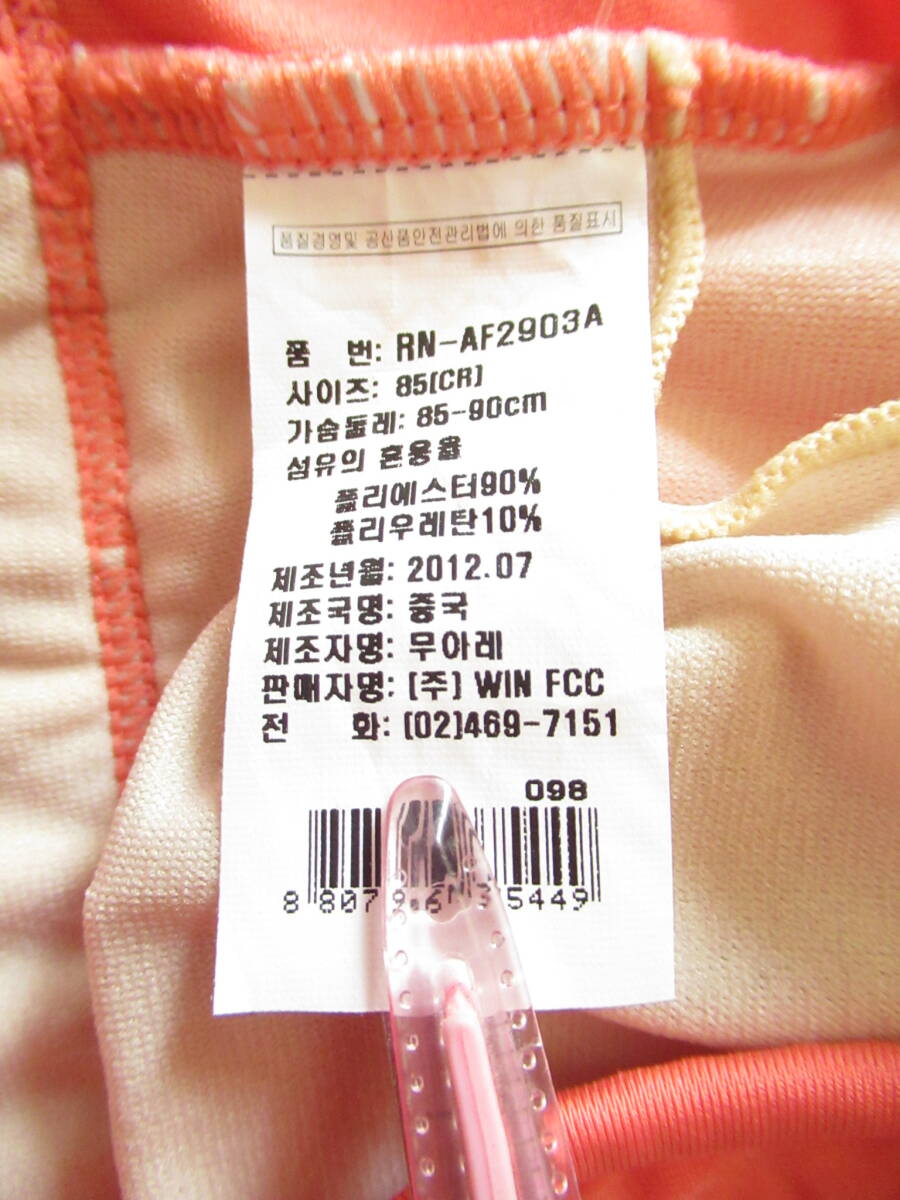 품질경영및 공산품안전관리법에 의한 품질표시
품 번: RN-AF2903A
사이즈: 85(CR)
가슴둘레: 85-90cm
섬유의 혼용율
폴리에스터90%
폴리우레탄10%
제조년월: 2012.07
제조국명: 중국
제조자명: 무아레
판매자명: (주) WIN FCC
전 화: (02)469-7151
098
8 807 5449